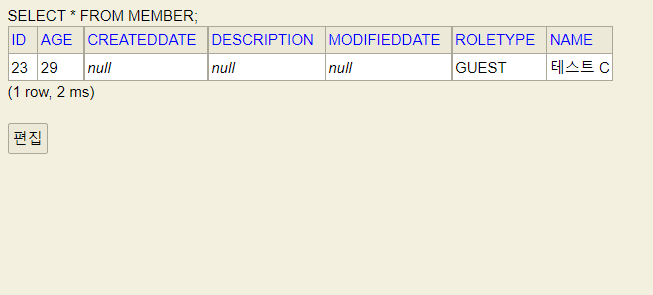 SELECT * FROM MEMBER;
ID AGE CREATEDDATE DESCRIPTION MODIFIEDDATE ROLETYPE NAME
23 29 null null null GUEST 테스트 C
(1 row, 2 ms)
편집